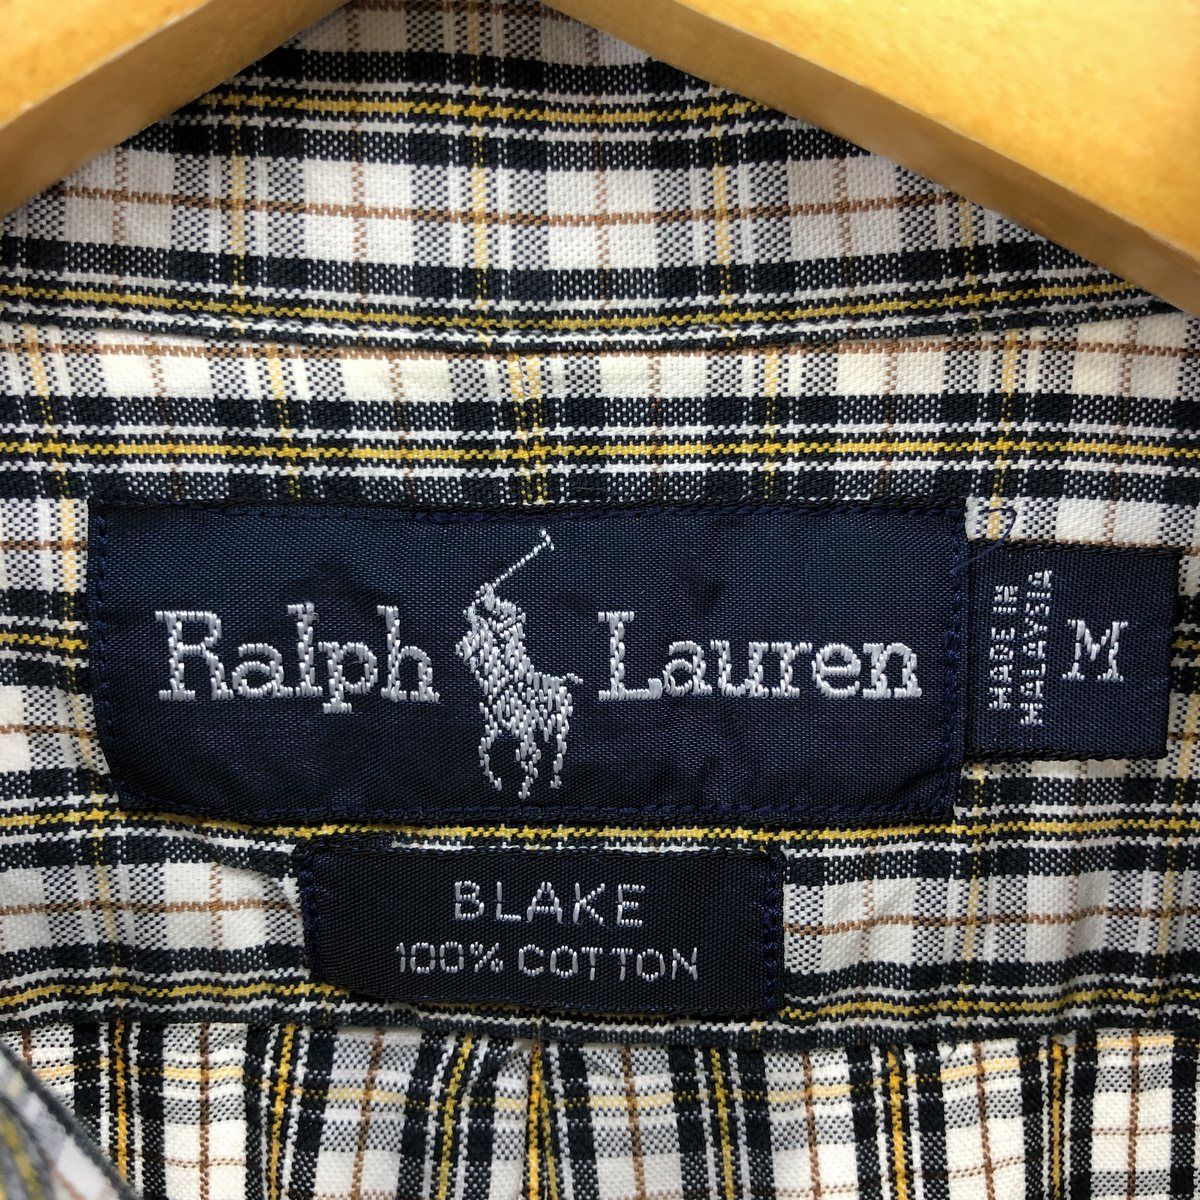 Ralph Lauren
MADE IN
MALAYSIA
M
BLAKE
100% COTTON